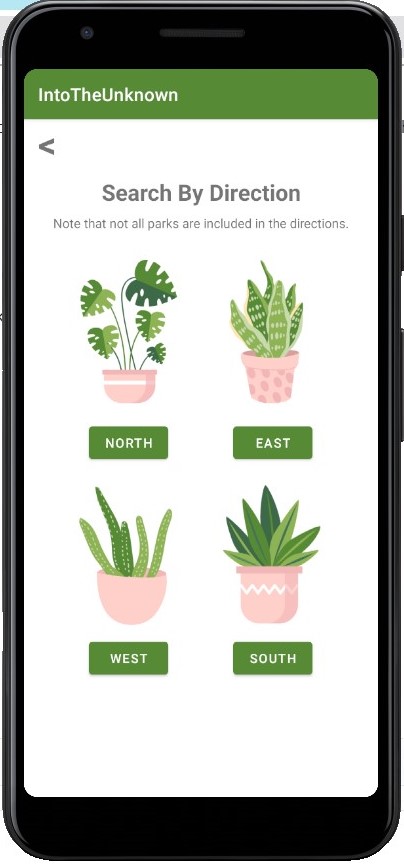 IntoTheUnknown
<
Search By Direction
Note that not all parks are included in the directions.
NORTH
EAST
WEST
SOUTH